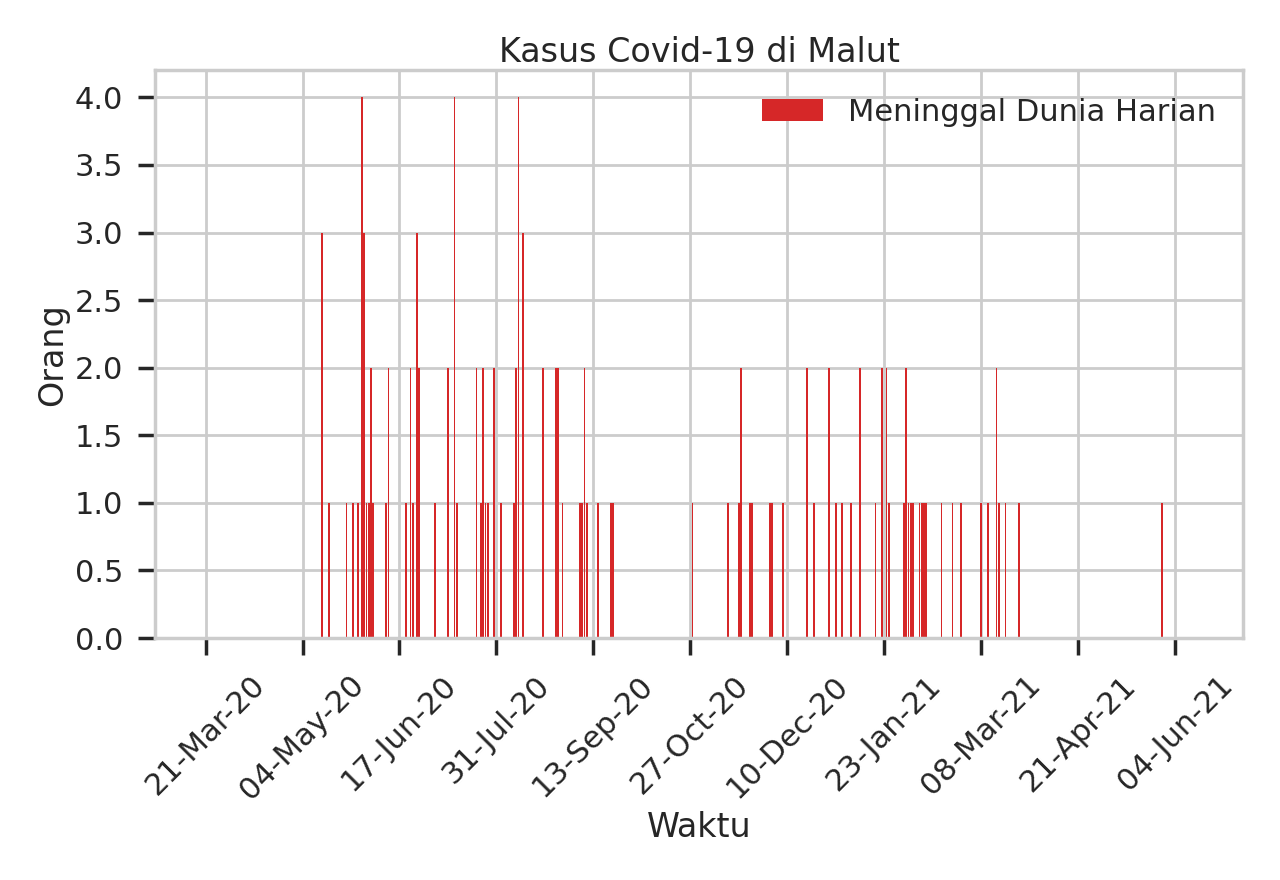 Kasus Covid-19 di Malut
Meninggal Dunia Harian
Orang
4.0
3.5
3.0
2.5
2.0
1.5
1.0
0.5
0.0
21-Mar-20
04-May-20
17-Jun-20
31-Jul-20
13-Sep-20
27-Oct-20
10-Dec-20
23-Jan-21
08-Mar-21
21-Apr-21
04-Jun-21
Waktu